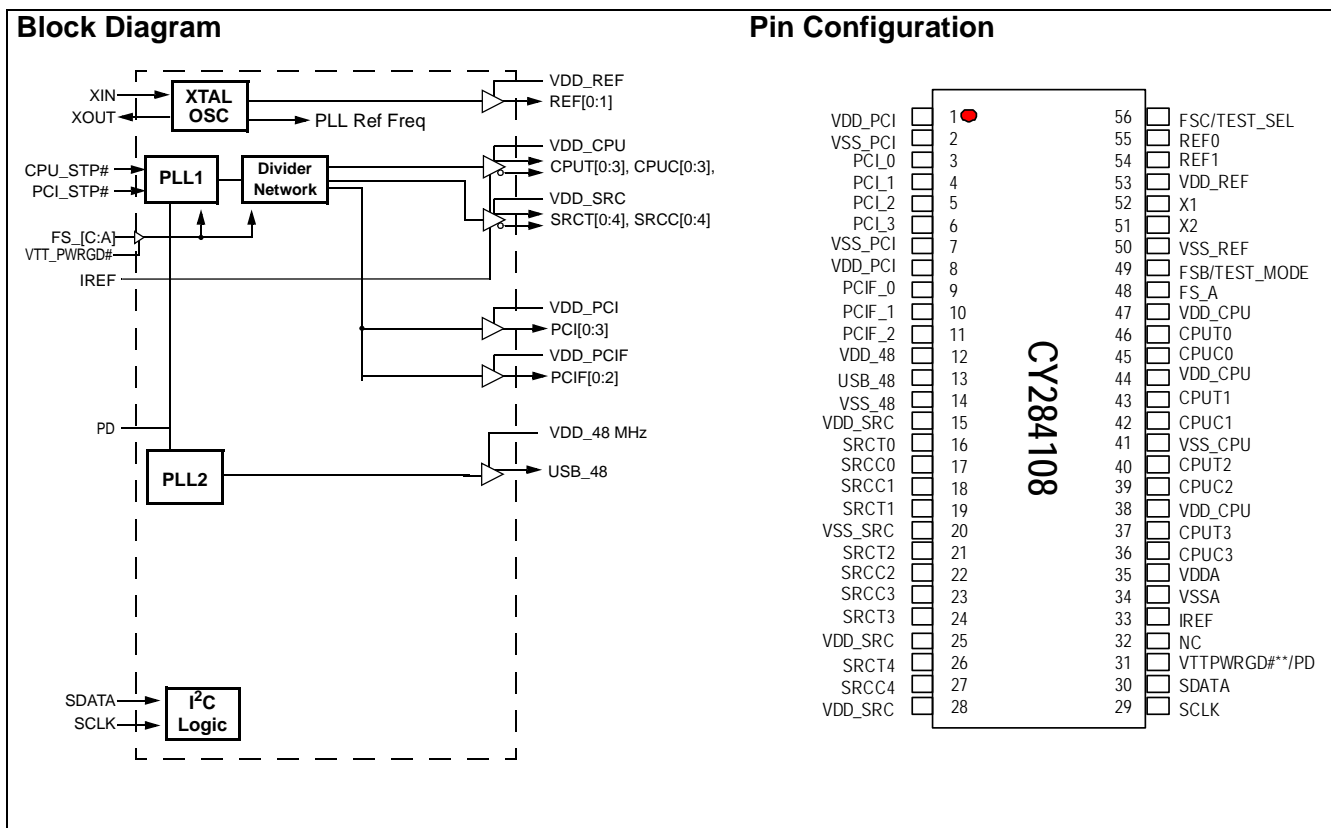 Block Diagram
XIN
XOUT
XTAL
OSC
PLL Ref Freq
VDD_REF
REF[0:1]
CPU_STP#
PCI_STP#
PLL1
Divider
Network
VDD_CPU
CPUT[0:3], CPUC[0:3],
VDD_SRC
SRCT[0:4], SRCC[0:4]
FS_[C:A]
VTT_PWRGD#
IREF
VDD_PCI
PCI[0:3]
VDD_PCIF
PCIF[0:2]
PD
PLL2
VDD_48 MHz
USB_48
SDATA
SCLK
I2C
Logic
Pin Configuration
CY284108
VDD_PCI 1
VSS_PCI 2
PCI_0 3
PCI_1 4
PCI_2 5
PCI_3 6
VSS_PCI 7
VDD_PCI 8
PCIF_0 9
PCIF_1 10
PCIF_2 11
VDD_48 12
USB_48 13
VSS_48 14
VDD_SRC 15
SRCT0 16
SRCC0 17
SRCC1 18
SRCT1 19
VSS_SRC 20
SRCT2 21
SRCC2 22
SRCC3 23
SRCT3 24
VDD_SRC 25
SRCT4 26
SRCC4 27
VDD_SRC 28
56 FSC/TEST_SEL
55 REF0
54 REF1
53 VDD_REF
52 X1
51 X2
50 VSS_REF
49 FSB/TEST_MODE
48 FS_A
47 VDD_CPU
46 CPUT0
45 CPUC0
44 VDD_CPU
43 CPUT1
42 CPUC1
41 VSS_CPU
40 CPUT2
39 CPUC2
38 VDD_CPU
37 CPUT3
36 CPUC3
35 VDDA
34 VSSA
33 IREF
32 NC
31 VTTPWRGD#**/PD
30 SDATA
29 SCLK